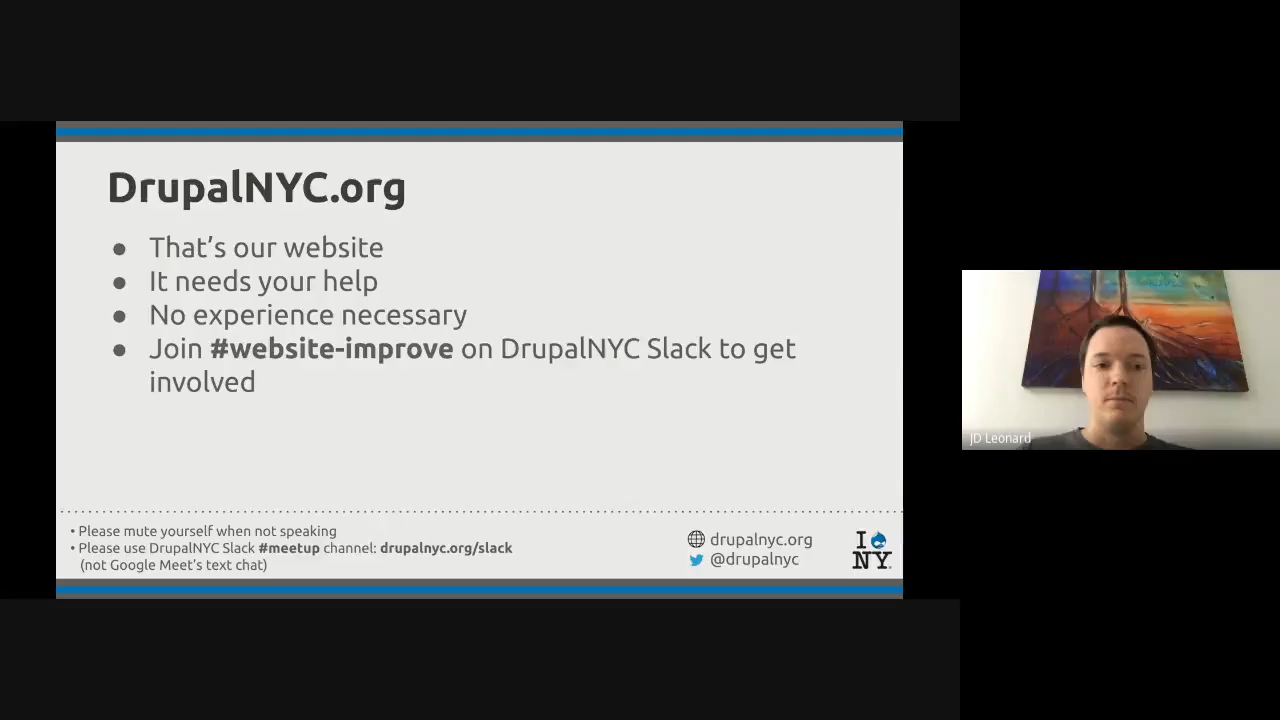 DrupalNYC.org
● That's our website
● It needs your help
● No experience necessary
● Join #website-improve on DrupalNYC Slack to get
involved
• Please mute yourself when not speaking
• Please use DrupalNYC Slack #meetup channel: drupalnyc.org/slack
(not Google Meet's text chat)
drupalnyc.org
@drupalnyc
I
NY.
JD Leonard